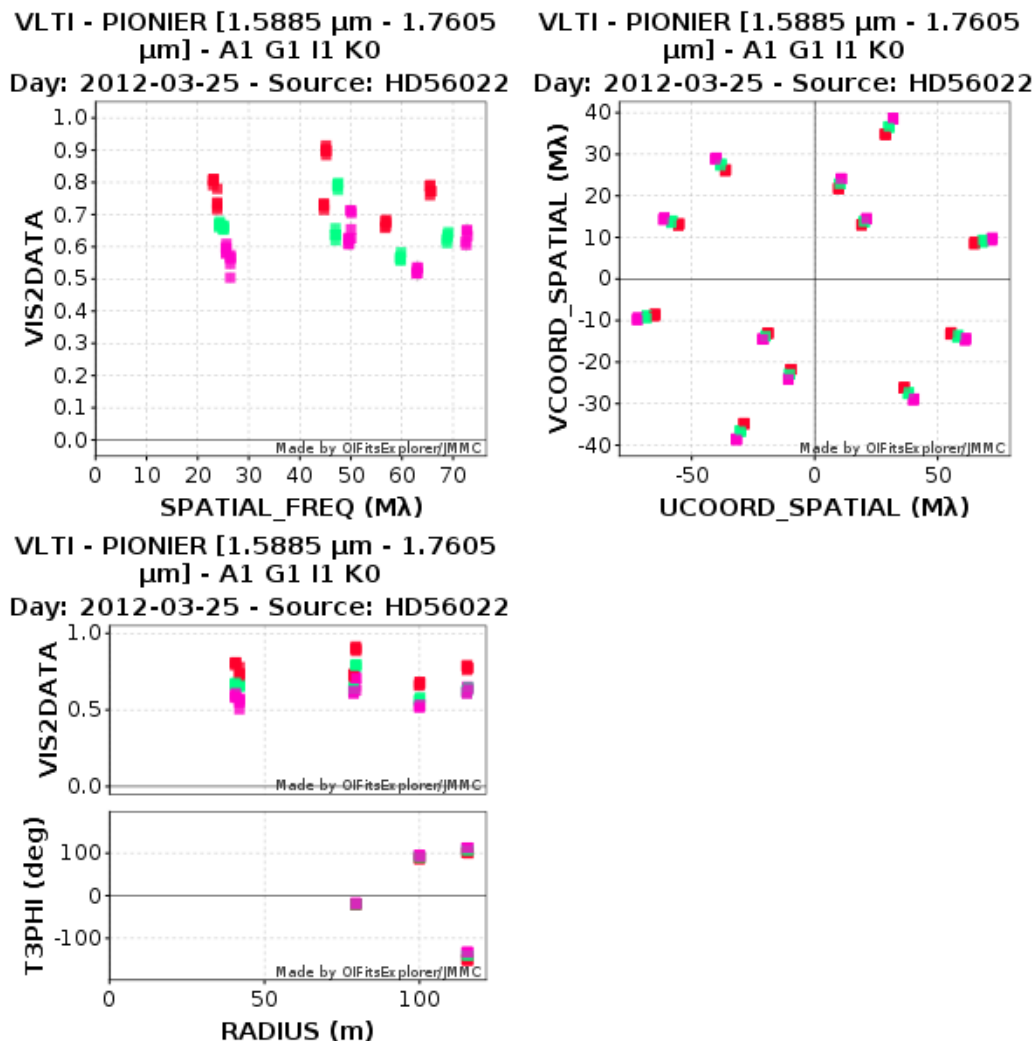 VLTI - PIONIER [1.5885 µm - 1.7605
µm] - A1 G1 I1 K0
Day: 2012-03-25 - Source: HD56022
1.0
0.9
0.8
0.7
0.6
0.5
0.4
0.3
0.2
0.1
0.0
VIS2DATA
Made by OIFitsExplorer/JMMC
0 10 20 30 40 50 60 70
SPATIAL_FREQ (Mλ)
VLTI - PIONIER [1.5885 µm - 1.7605
µm] - A1 G1 I1 K0
Day: 2012-03-25 - Source: HD56022
40
30
20
10
0
-10
-20
-30
-40
VCOORD_SPATIAL (Mλ)
Made by OIFitsExplorer/JMMC
-50 0 50
UCOORD_SPATIAL (Mλ)
VLTI - PIONIER [1.5885 µm - 1.7605
µm] - A1 G1 I1 K0
Day: 2012-03-25 - Source: HD56022
1.0
0.5
0.0
VIS2DATA
Made by OIFitsExplorer/JMMC
100
0
-100
T3PHI (deg)
Made by OIFitsExplorer/JMMC
0 50 100
RADIUS (m)